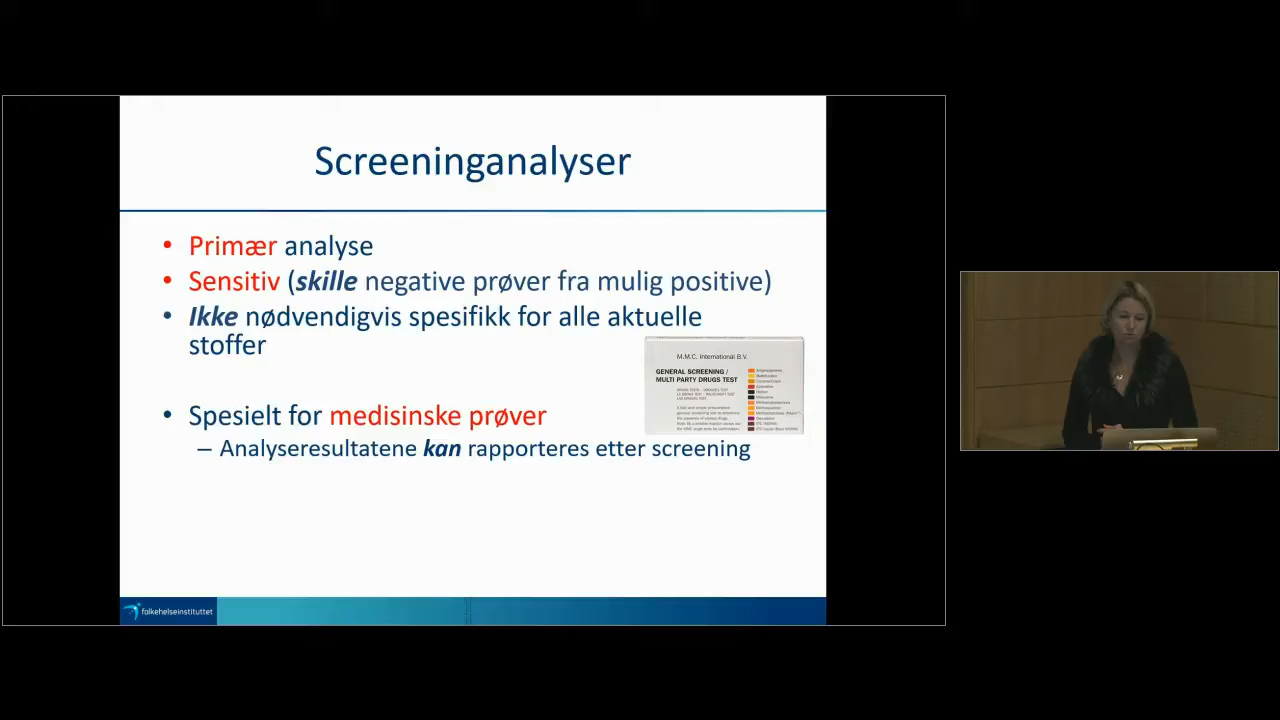 Screeninganalyser
• Primær analyse
• Sensitiv (skille negative prøver fra mulig positive)
• Ikke nødvendigvis spesifikk for alle aktuelle
stoffer
M.M.C. International B.V.
GENERAL SCREENING /
MULTI PARTY DRUGS TEST
• Spesielt for medisinske prøver
– Analyseresultatene kan rapporteres etter screening
folkehelseinstituttet